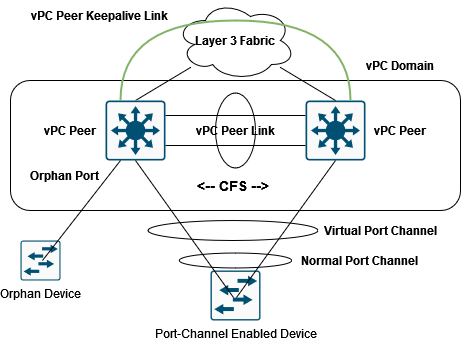 vPC Peer Keepalive Link
Layer 3 Fabric
vPC Domain
vPC Peer
vPC Peer Link
vPC Peer
Orphan Port
<-- CFS -->
Virtual Port Channel
Normal Port Channel
Orphan Device
Port-Channel Enabled Device